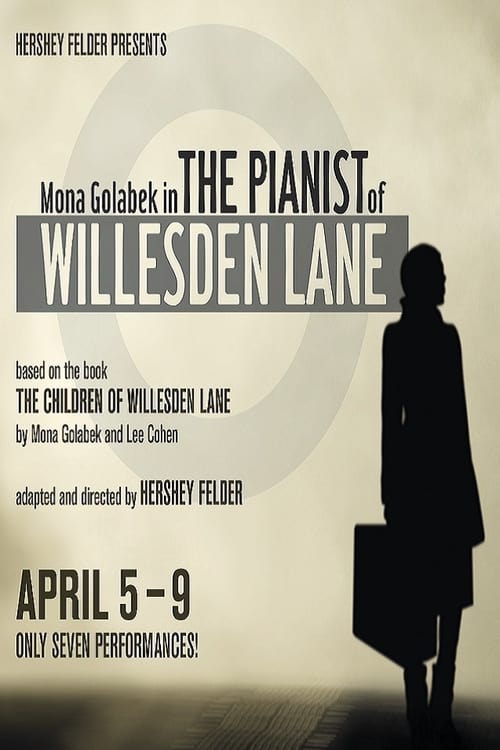 HERSHEY FELDER PRESENTS
Mona Golabek in THE PIANIST of
WILLESDEN LANE
based on the book
THE CHILDREN OF WILLESDEN LANE
by Mona Golabek and Lee Cohen
adapted and directed by HERSHEY FELDER
APRIL 5 – 9
ONLY SEVEN PERFORMANCES!